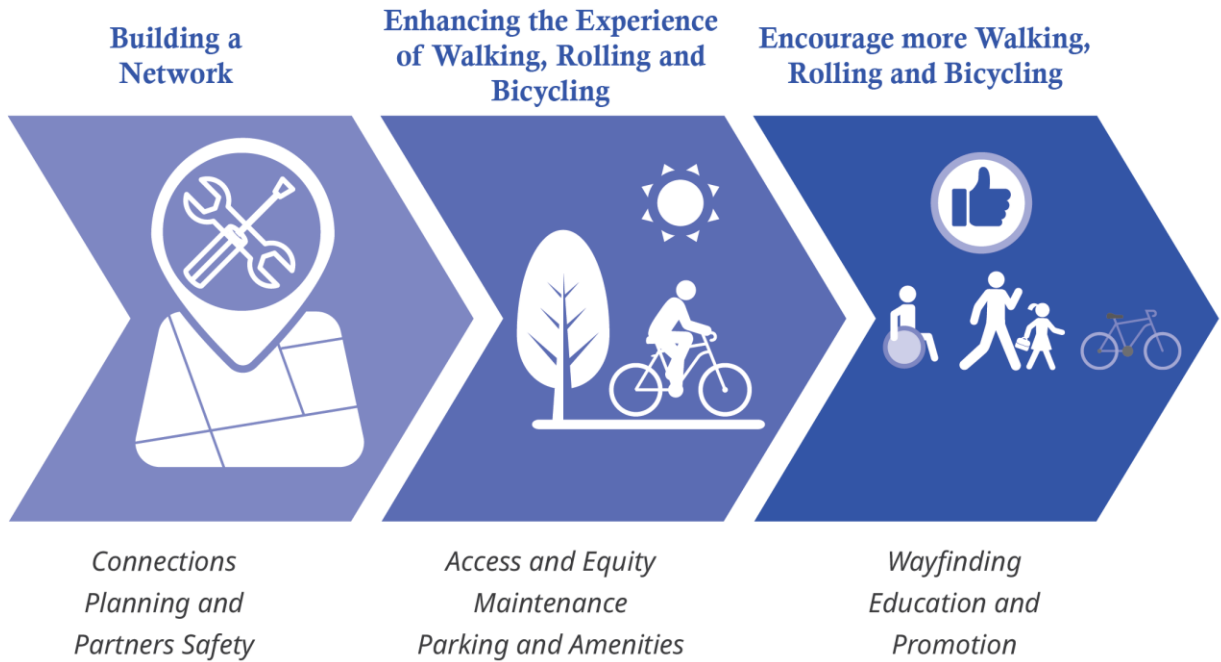 Building a
Network
Enhancing the Experience
of Walking, Rolling and
Bicycling
Encourage more Walking,
Rolling and Bicycling
Connections
Planning and
Partners Safety
Access and Equity
Maintenance
Parking and Amenities
Wayfinding
Education and
Promotion